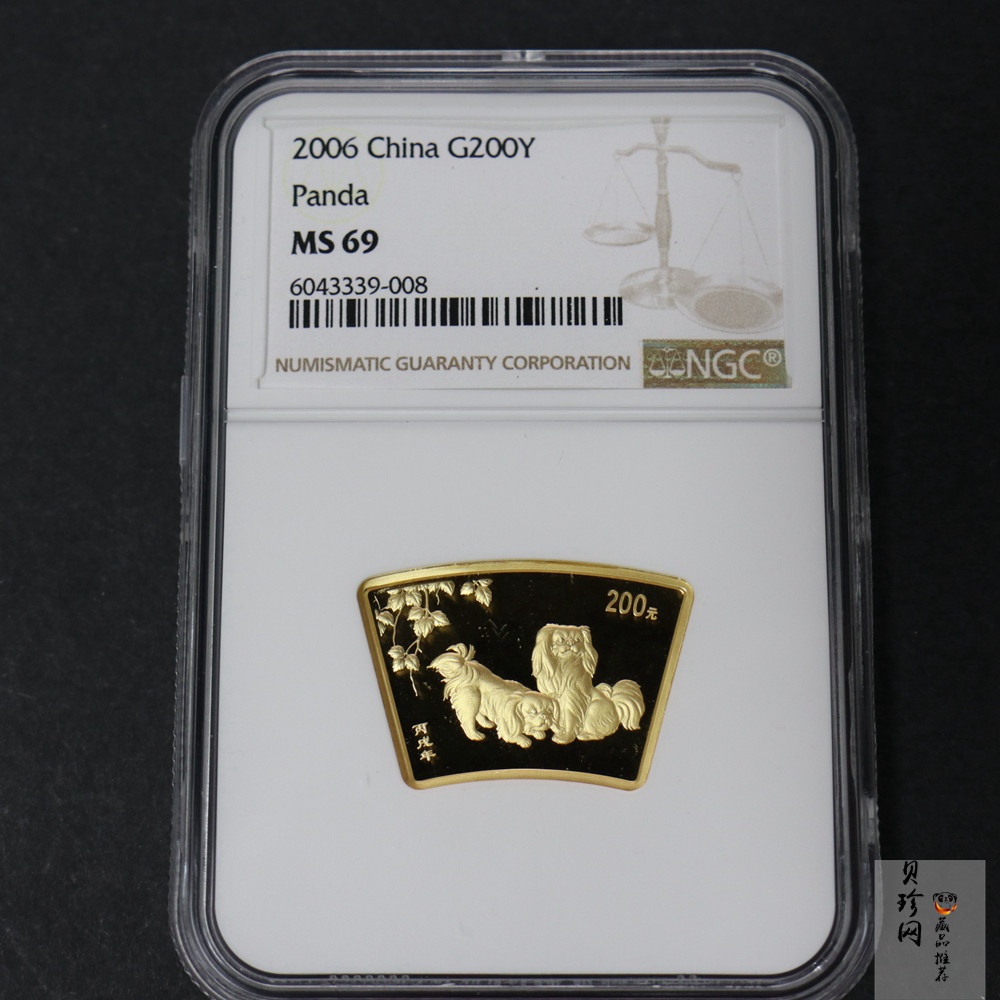 2006 China G200Y
Panda
MS 69
6043339-008
NUMISMATIC GUARANTY CORPORATION
NGC®
200元
丙戌年
贝珍网
藏品推荐